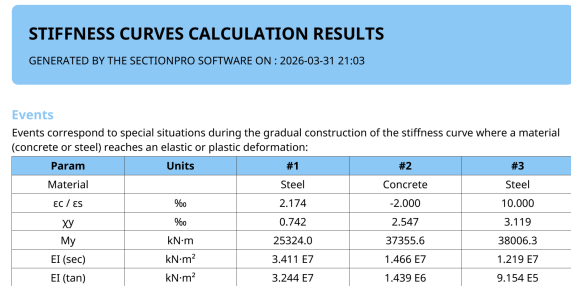 STIFFNESS CURVES CALCULATION RESULTS
GENERATED BY THE SECTIONPRO SOFTWARE ON : 2026-03-31 21:03
Events
Events correspond to special situations during the gradual construction of the stiffness curve where a material
(concrete or steel) reaches an elastic or plastic deformation:
Param Units #1 #2 #3
Material Steel Concrete Steel
εc / εs ‰ 2.174 -2.000 10.000
χy ‰ 0.742 2.547 3.119
My kN·m 25324.0 37355.6 38006.3
EI (sec) kN·m² 3.411 E7 1.466 E7 1.219 E7
EI (tan) kN·m² 3.244 E7 1.439 E6 9.154 E5